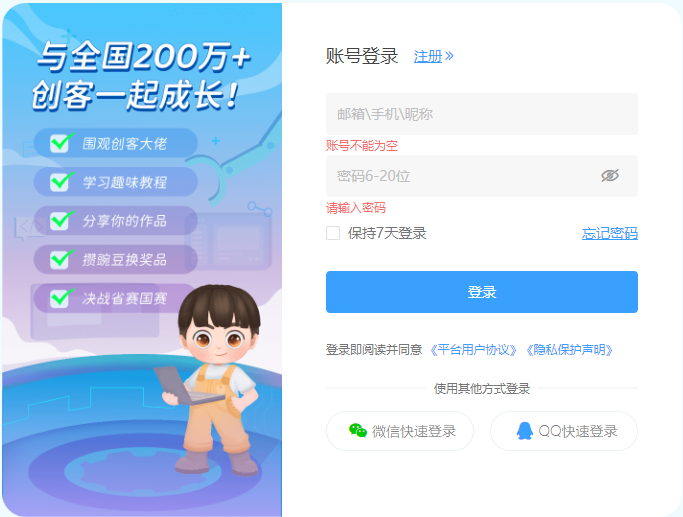 与全国200万+
创客一起成长！
围观创客大佬
学习趣味教程
分享你的作品
攒豌豆换奖品
决战省赛国赛
账号登录 注册»
邮箱\手机\昵称
账号不能为空
密码6-20位
请输入密码
保持7天登录 忘记密码
登录
登录即阅读并同意 《平台用户协议》《隐私保护声明》
使用其他方式登录
微信快速登录 QQ快速登录